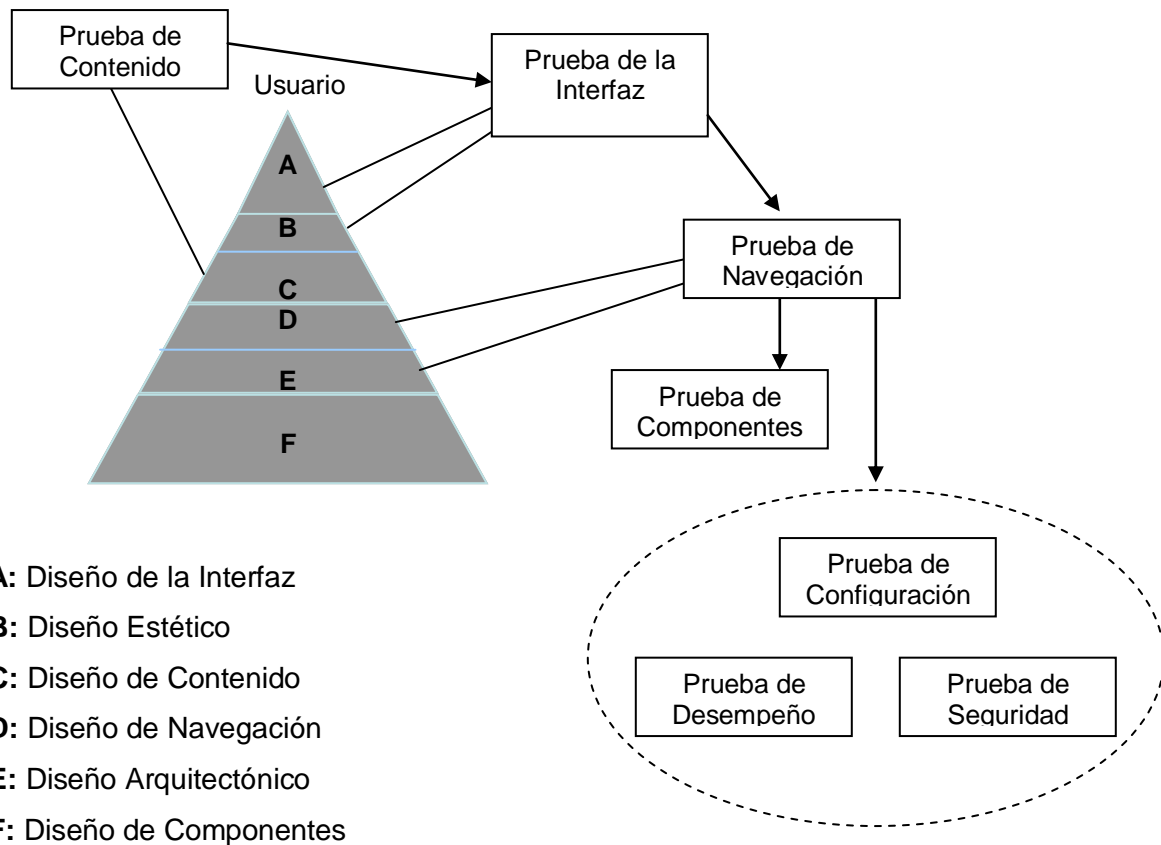 Prueba de
Contenido
Usuario
Prueba de la
Interfaz
A
B
C
D
E
F
Prueba de
Navegación
Prueba de
Componentes
Prueba de
Configuración
Prueba de
Desempeño
Prueba de
Seguridad
A: Diseño de la Interfaz
B: Diseño Estético
C: Diseño de Contenido
D: Diseño de Navegación
E: Diseño Arquitectónico
F: Diseño de Componentes